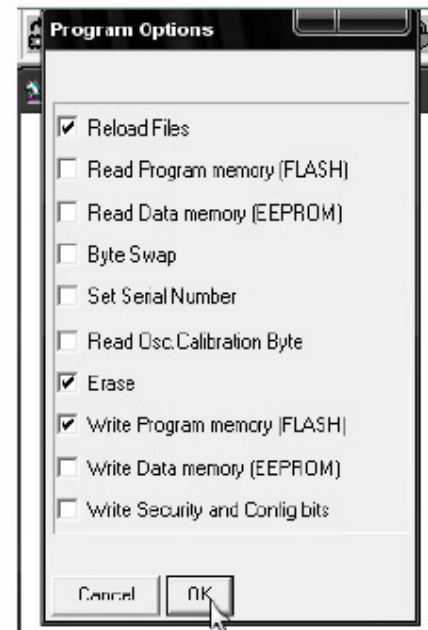 Program Options
Reload Files
Read Program memory (FLASH)
Read Data memory (EEPROM)
Byte Swap
Set Serial Number
Read Osc.Calibration Byte
Erase
Write Program memory (FLASH)
Write Data memory (EEPROM)
Write Security and Config bits
Cancel OK